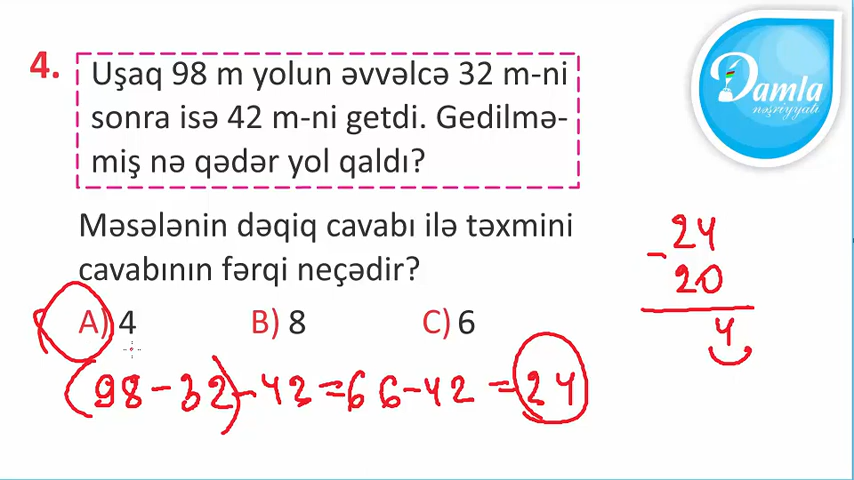 4.
Uşaq 98 m yolun əvvəlcə 32 m-ni
sonra isə 42 m-ni getdi. Gedilmə-
miş nə qədər yol qaldı?
Damla
nəşriyyatı
Məsələnin dəqiq cavabı ilə təxmini
cavabının fərqi neçədir?
A) 4 B) 8 C) 6
(98-32)-42=66-42=24
-24
20
4